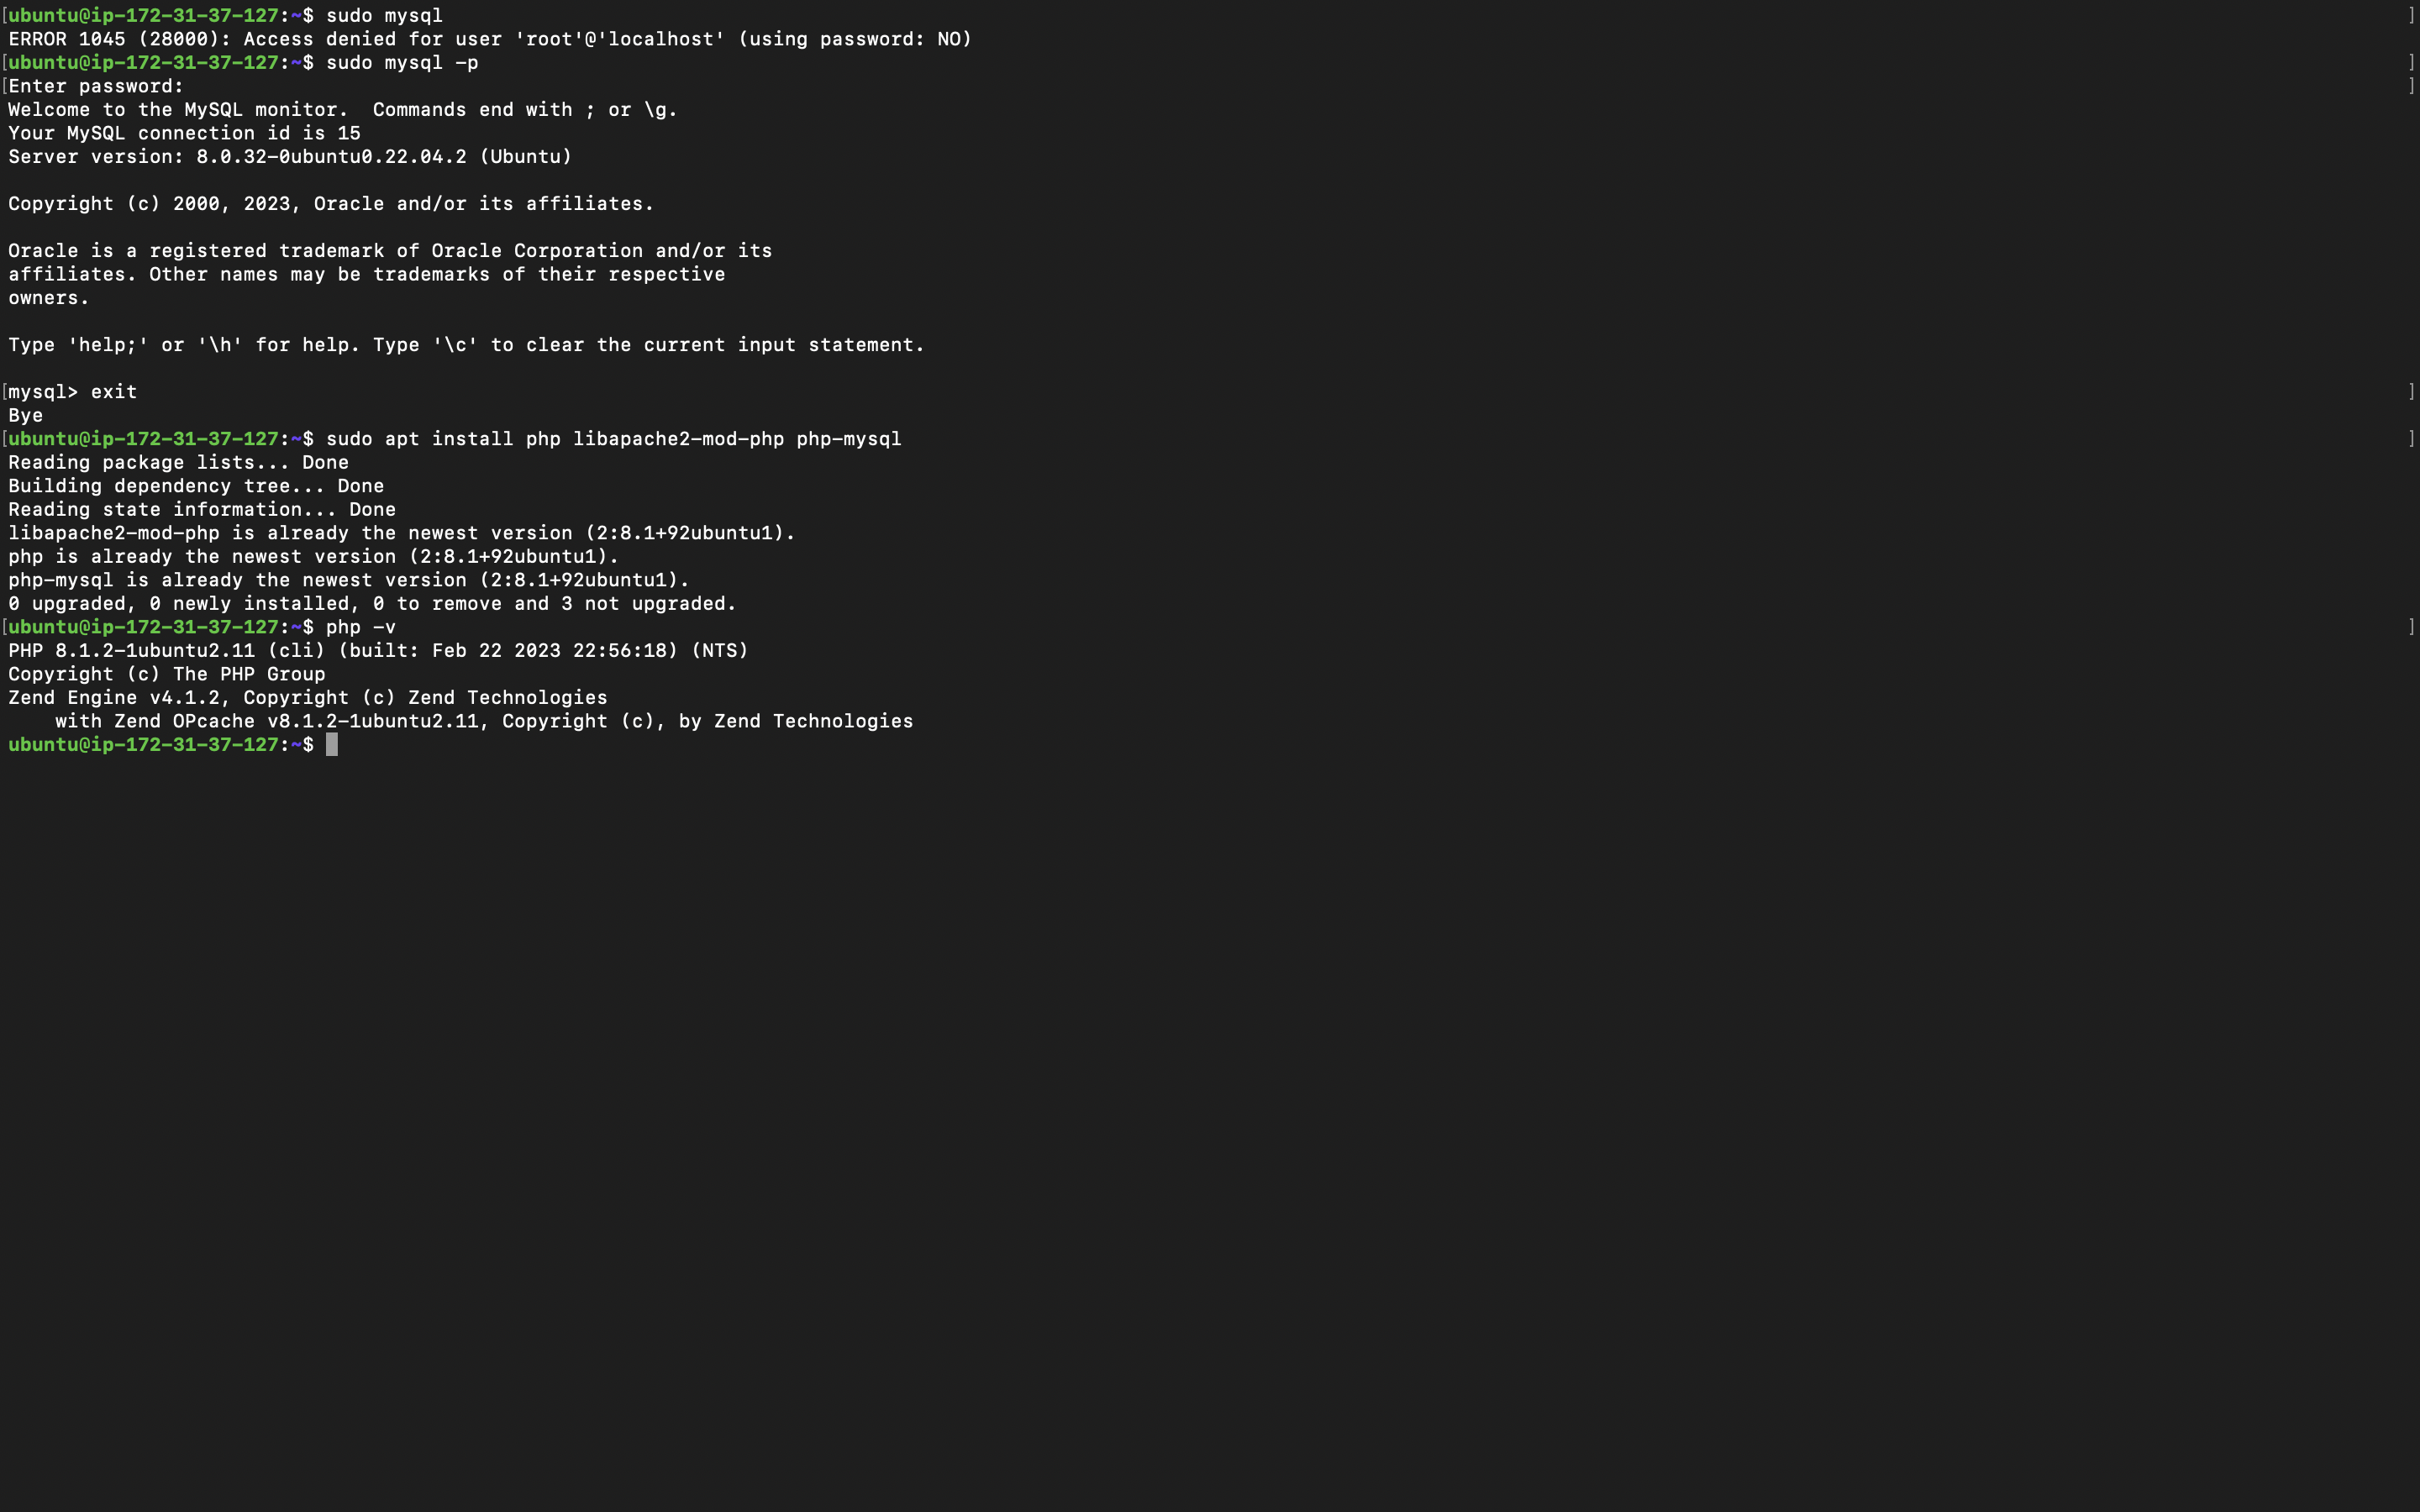 [ubuntu@ip-172-31-37-127:~$ sudo mysql ]
ERROR 1045 (28000): Access denied for user 'root'@'localhost' (using password: NO)
[ubuntu@ip-172-31-37-127:~$ sudo mysql -p ]
[Enter password: ]
Welcome to the MySQL monitor.  Commands end with ; or \g.
Your MySQL connection id is 15
Server version: 8.0.32-0ubuntu0.22.04.2 (Ubuntu)

Copyright (c) 2000, 2023, Oracle and/or its affiliates.

Oracle is a registered trademark of Oracle Corporation and/or its
affiliates. Other names may be trademarks of their respective
owners.

Type 'help;' or '\h' for help. Type '\c' to clear the current input statement.

[mysql> exit ]
Bye
[ubuntu@ip-172-31-37-127:~$ sudo apt install php libapache2-mod-php php-mysql ]
Reading package lists... Done
Building dependency tree... Done
Reading state information... Done
libapache2-mod-php is already the newest version (2:8.1+92ubuntu1).
php is already the newest version (2:8.1+92ubuntu1).
php-mysql is already the newest version (2:8.1+92ubuntu1).
0 upgraded, 0 newly installed, 0 to remove and 3 not upgraded.
[ubuntu@ip-172-31-37-127:~$ php -v ]
PHP 8.1.2-1ubuntu2.11 (cli) (built: Feb 22 2023 22:56:18) (NTS)
Copyright (c) The PHP Group
Zend Engine v4.1.2, Copyright (c) Zend Technologies
    with Zend OPcache v8.1.2-1ubuntu2.11, Copyright (c), by Zend Technologies
ubuntu@ip-172-31-37-127:~$